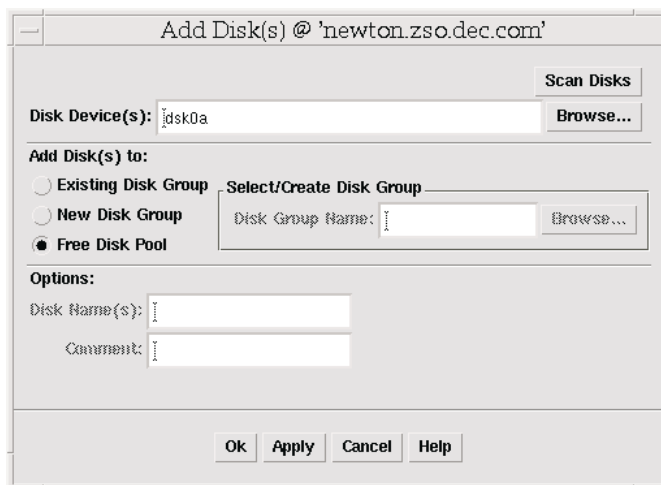 Add Disk(s) @ 'newton.zso.dec.com'
Scan Disks
Disk Device(s): dsk0a Browse...
Add Disk(s) to:
Existing Disk Group
Select/Create Disk Group
New Disk Group
Disk Group Name: Browse...
Free Disk Pool
Options:
Disk Name(s):
Comment:
Ok Apply Cancel Help